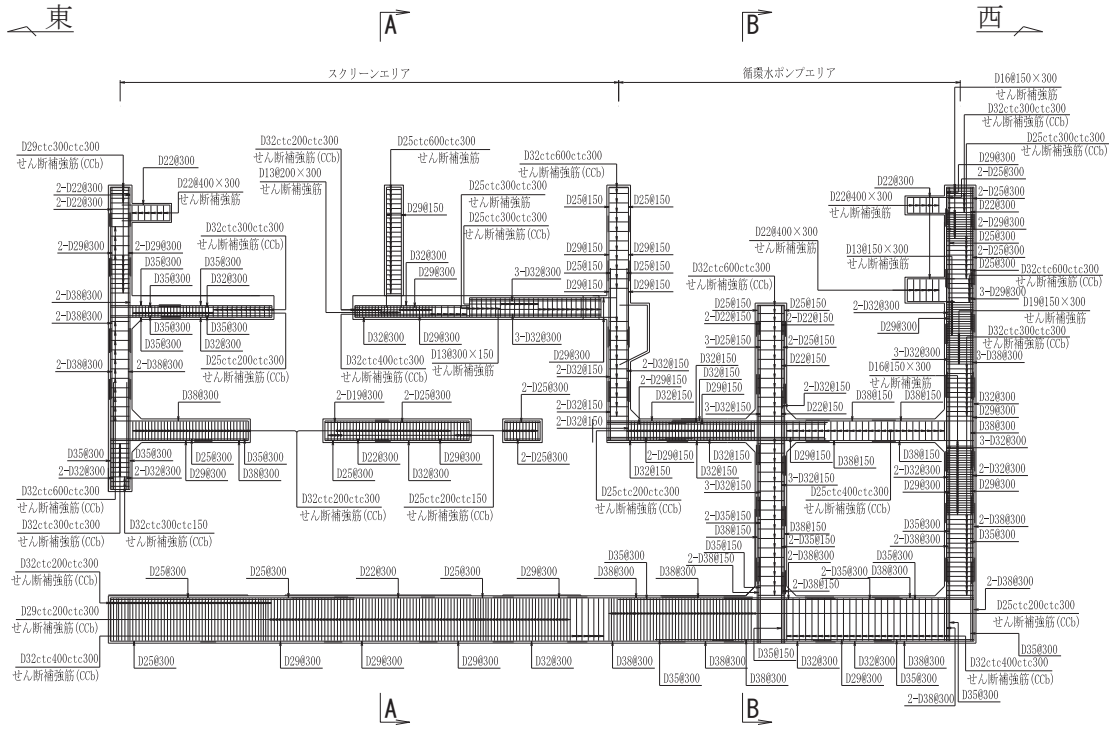 東
A
B
西
スクリーンエリア
循環水ポンプエリア
D16@150×300
せん断補強筋
D32ctc300ctc300
せん断補強筋(CCb)
D25ctc300ctc300
せん断補強筋(CCb)
D29ctc300ctc300
せん断補強筋(CCb)
D22@300
D22@400×300
せん断補強筋
2-D22@300
2-D22@300
D32ctc200ctc300
せん断補強筋(CCb)
D13@200×300
せん断補強筋
D25ctc600ctc300
せん断補強筋
D29@150
D32ctc600ctc300
せん断補強筋(CCb)
D25ctc300ctc300
せん断補強筋(CCb)
D25ctc300ctc300
せん断補強筋(CCb)
D25@150
D25@150
D29@150
D29@150
D25@150
D25@150
D29@150
D29@150
D29@300
2-D25@300
D22@300
2-D25@300
D22@400×300
せん断補強筋
D22@300
2-D29@300
D25@300
2-D25@300
D25@300
D22@400×300
せん断補強筋
D13@150×300
せん断補強筋
D32ctc600ctc300
せん断補強筋(CCb)
3-D29@300
D19@150×300
せん断補強筋
D32ctc300ctc300
せん断補強筋(CCb)
3-D38@300
2-D29@300
2-D29@300
D32ctc300ctc300
せん断補強筋(CCb)
D35@300
D35@300
D35@300
D32@300
2-D38@300
2-D38@300
D35@300
D35@300
D35@300
D32@300
2-D38@300
2-D38@300
D25ctc200ctc300
せん断補強筋(CCb)
D32@300
D29@300
3-D32@300
D32@300
D29@300
3-D32@300
D32ctc400ctc300
せん断補強筋(CCb)
D13@300×150
せん断補強筋
D29@300
2-D32@150
2-D32@150
2-D32@150
2-D32@150
D32ctc600ctc300
せん断補強筋(CCb)
D25@150
D25@150
2-D22@150
2-D22@150
3-D25@150
2-D25@150
D32@150
D22@150
2-D29@150
D32@150
D29@150
D32@150
3-D32@150
2-D32@150
D22@150
2-D32@300
D29@300
3-D32@300
D16@150×300
せん断補強筋
D38@150
D38@150
D32@300
D29@300
D38@300
3-D32@300
D38@300
2-D19@300
2-D25@300
2-D25@300
D35@300
D35@300
2-D32@300
2-D32@300
D25@300
D35@300
D29@300
D38@300
D22@300
D25@300
D32@300
D29@300
2-D25@300
2-D29@150
D32@150
D32@150
D32@150
3-D32@150
D29@150
D38@150
D38@150
2-D32@300
D29@300
2-D32@300
D29@300
D32ctc600ctc300
せん断補強筋(CCb)
D32ctc300ctc300
せん断補強筋(CCb)
D32ctc300ctc150
せん断補強筋(CCb)
D32ctc200ctc300
せん断補強筋(CCb)
D25ctc200ctc150
せん断補強筋(CCb)
D25ctc200ctc300
せん断補強筋(CCb)
3-D32@150
D25ctc400ctc300
せん断補強筋(CCb)
2-D35@150
D38@150
D38@150
2-D35@150
D35@150
2-D38@150
2-D38@300
2-D38@150
D35@300
2-D38@300
D35@300
D32ctc200ctc300
せん断補強筋(CCb)
D25@300
D25@300
D22@300
D25@300
D29@300
D35@300
D38@300
D38@300
2-D35@300
D38@300
D35@300
2-D38@300
D29ctc200ctc300
せん断補強筋(CCb)
D25ctc200ctc300
せん断補強筋(CCb)
D32ctc400ctc300
せん断補強筋(CCb)
D25@300
D29@300
D29@300
D29@300
D32@300
D38@300
D35@300
D38@300
D38@300
D35@150
D32@300
D29@300
D32@300
D35@300
D38@300
2-D38@300
D35@300
D32ctc400ctc300
せん断補強筋(CCb)
D35@300
A
B